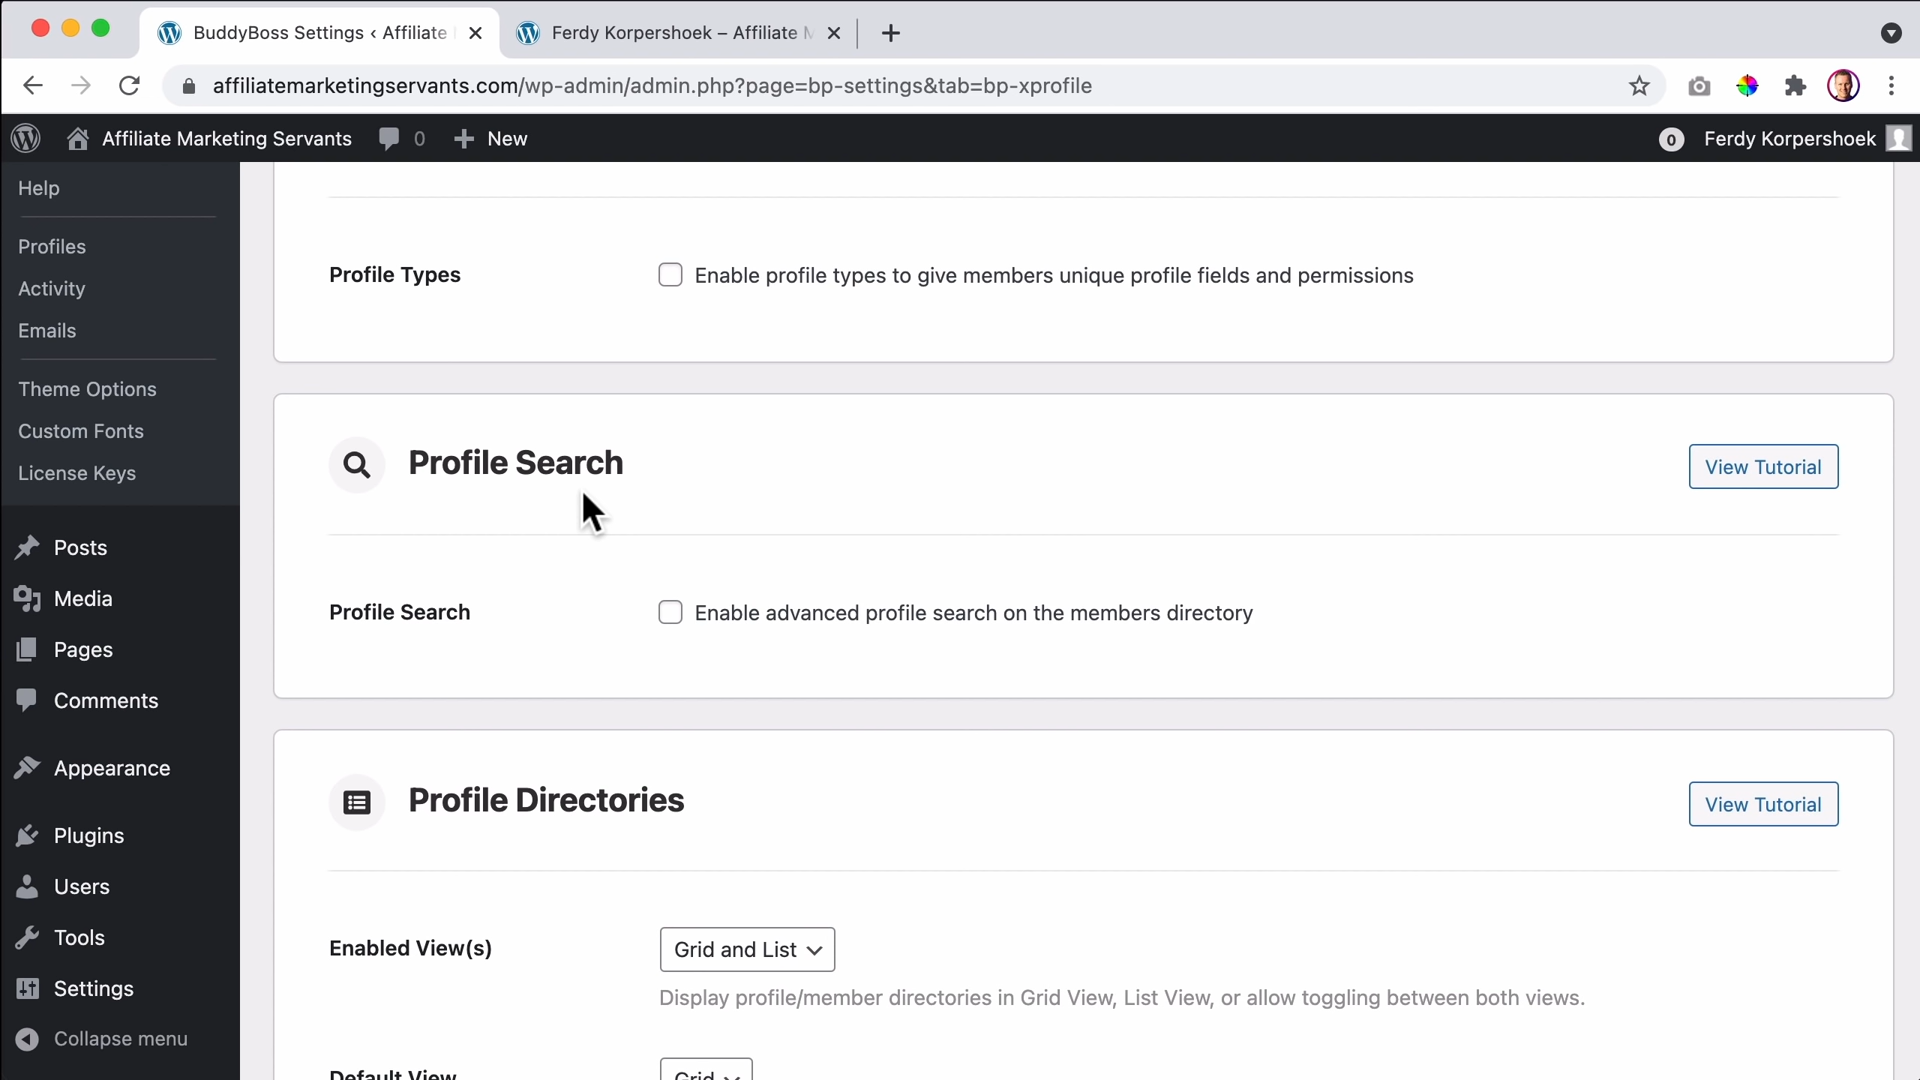 BuddyBoss Settings ‹ Affiliate
Ferdy Korpershoek – Affiliate M
affiliatemarketingservants.com/wp-admin/admin.php?page=bp-settings&tab=bp-xprofile
Affiliate Marketing Servants
0
New
0
Ferdy Korpershoek
Help
Profiles
Activity
Emails
Theme Options
Custom Fonts
License Keys
Posts
Media
Pages
Comments
Appearance
Plugins
Users
Tools
Settings
Collapse menu
Profile Types
Enable profile types to give members unique profile fields and permissions
Profile Search
View Tutorial
Profile Search
Enable advanced profile search on the members directory
Profile Directories
View Tutorial
Enabled View(s)
Grid and List
Display profile/member directories in Grid View, List View, or allow toggling between both views.
Default View
Grid